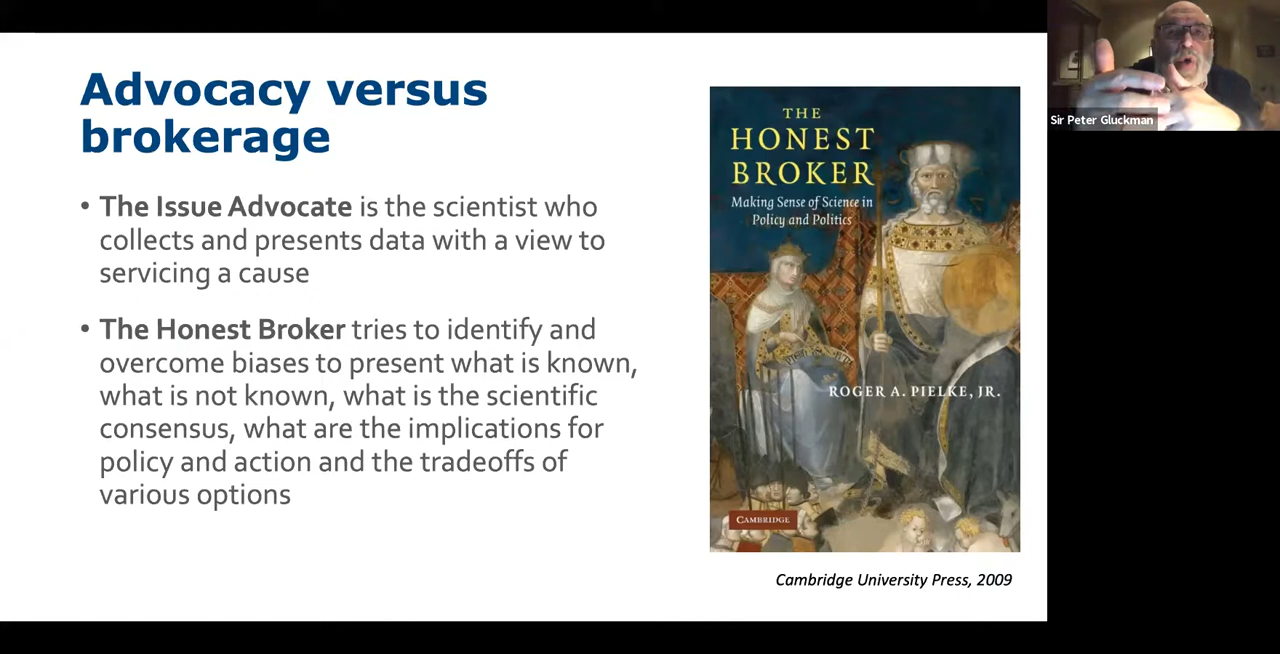 Advocacy versus
brokerage
• The Issue Advocate is the scientist who
collects and presents data with a view to
servicing a cause
• The Honest Broker tries to identify and
overcome biases to present what is known,
what is not known, what is the scientific
consensus, what are the implications for
policy and action and the tradeoffs of
various options
THE
HONEST
BROKER
Making Sense of Science in
Policy and Politics
ROGER A. PIELKE, JR.
CAMBRIDGE
Cambridge University Press, 2009
Sir Peter Gluckman